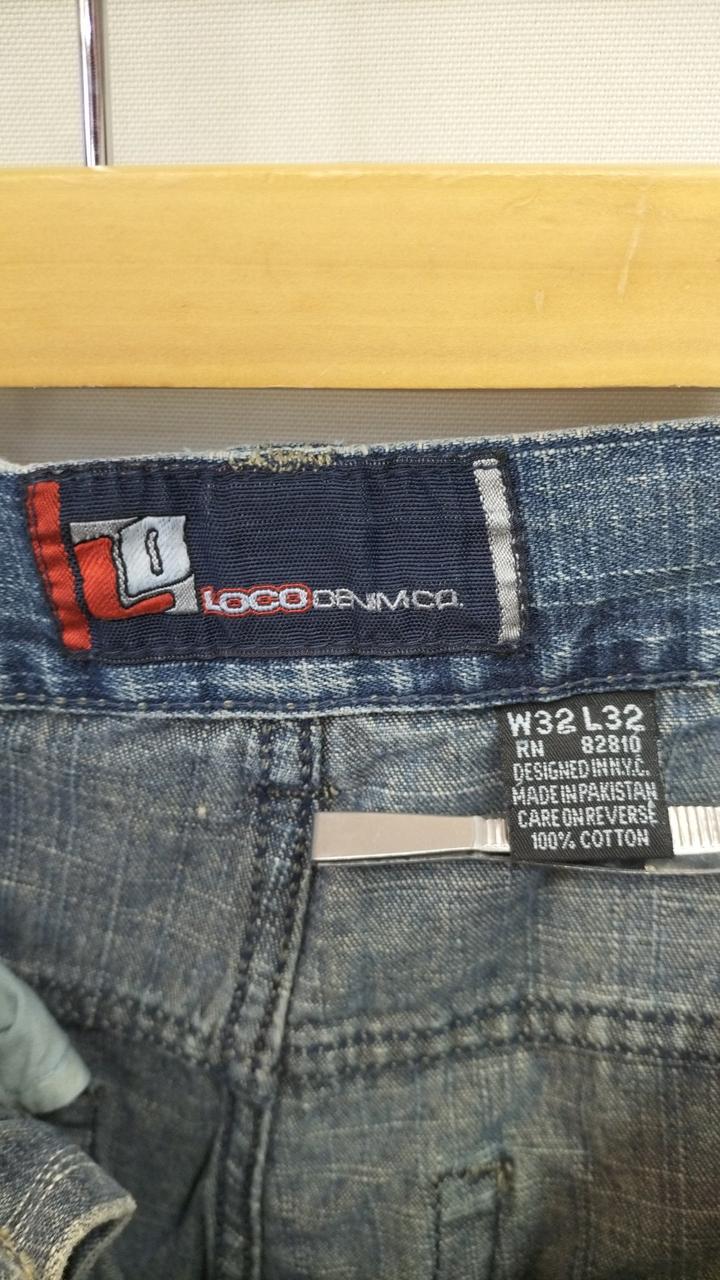 LOCO DENIM CO.
W32 L32
RN 82810
DESIGNED IN N.Y.C.
MADE IN PAKISTAN
CARE ON REVERSE
100% COTTON